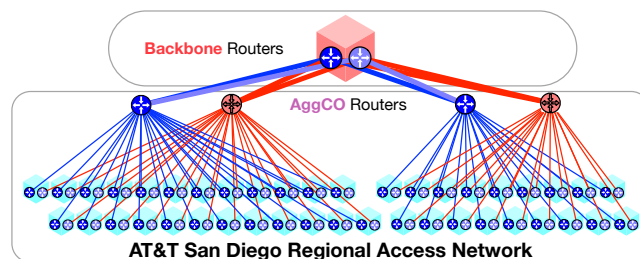 Backbone Routers
AggCO Routers
AT&T San Diego Regional Access Network